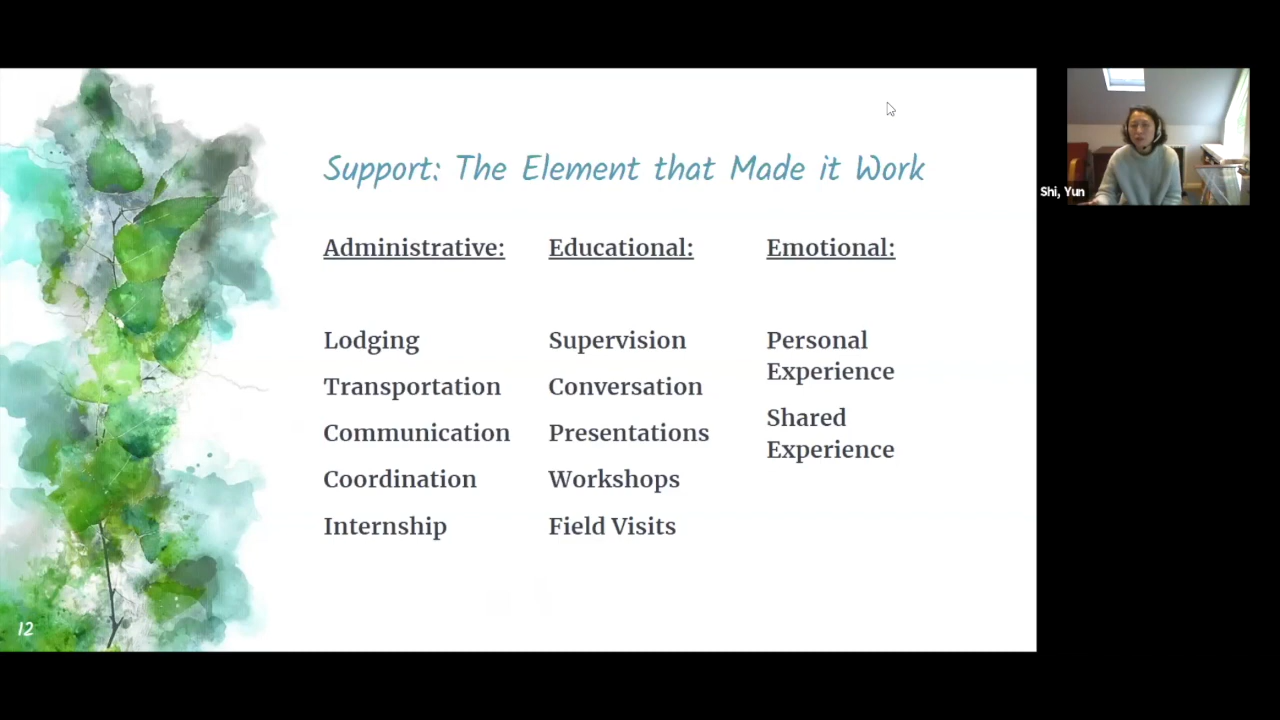 Support: The Element that Made it Work
Administrative:
Lodging
Transportation
Communication
Coordination
Internship
Educational:
Supervision
Conversation
Presentations
Workshops
Field Visits
Emotional:
Personal
Experience
Shared
Experience
12
Shi, Yun